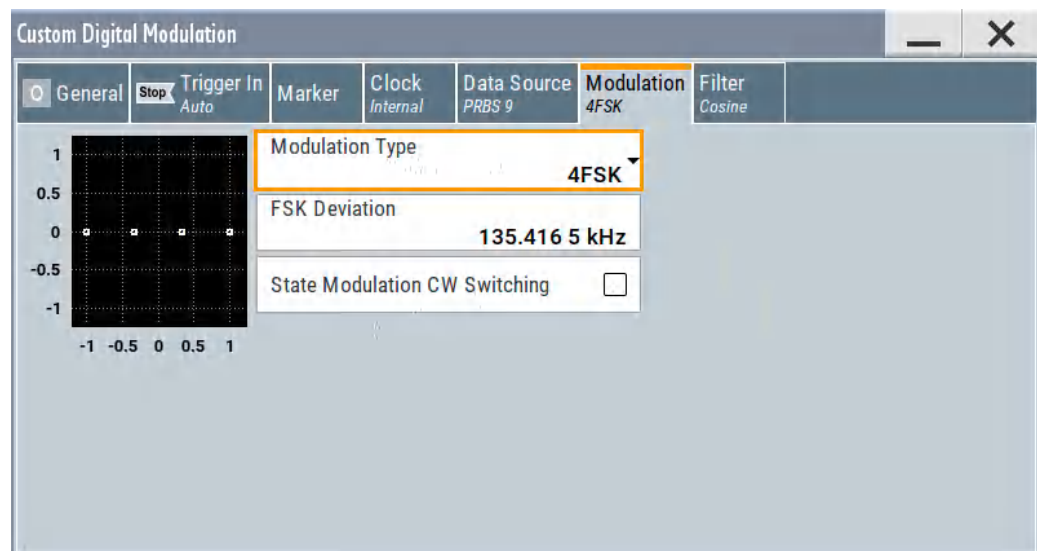 Custom Digital Modulation
O General
Stop Trigger In
Auto
Marker
Clock
Internal
Data Source
PRBS 9
Modulation
4FSK
Filter
Cosine
1
0.5
0
-0.5
-1
-1 -0.5 0 0.5 1
Modulation Type
4FSK
FSK Deviation
135.416 5 kHz
State Modulation CW Switching